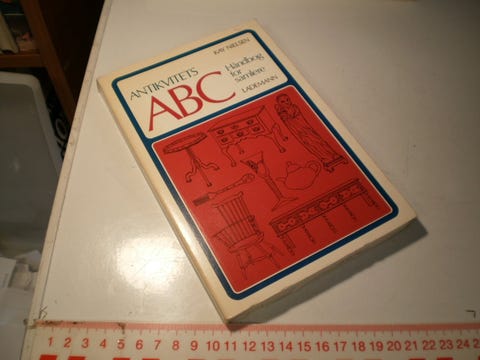 KAY NIELSEN
ANTIKVITETS
ABC
Håndbog
for
samlere
LADEMANN
1 2 3 4 5 6 7 8 9 10 11 12 13 14 15 16 17 18 19 20 21 22 23 24